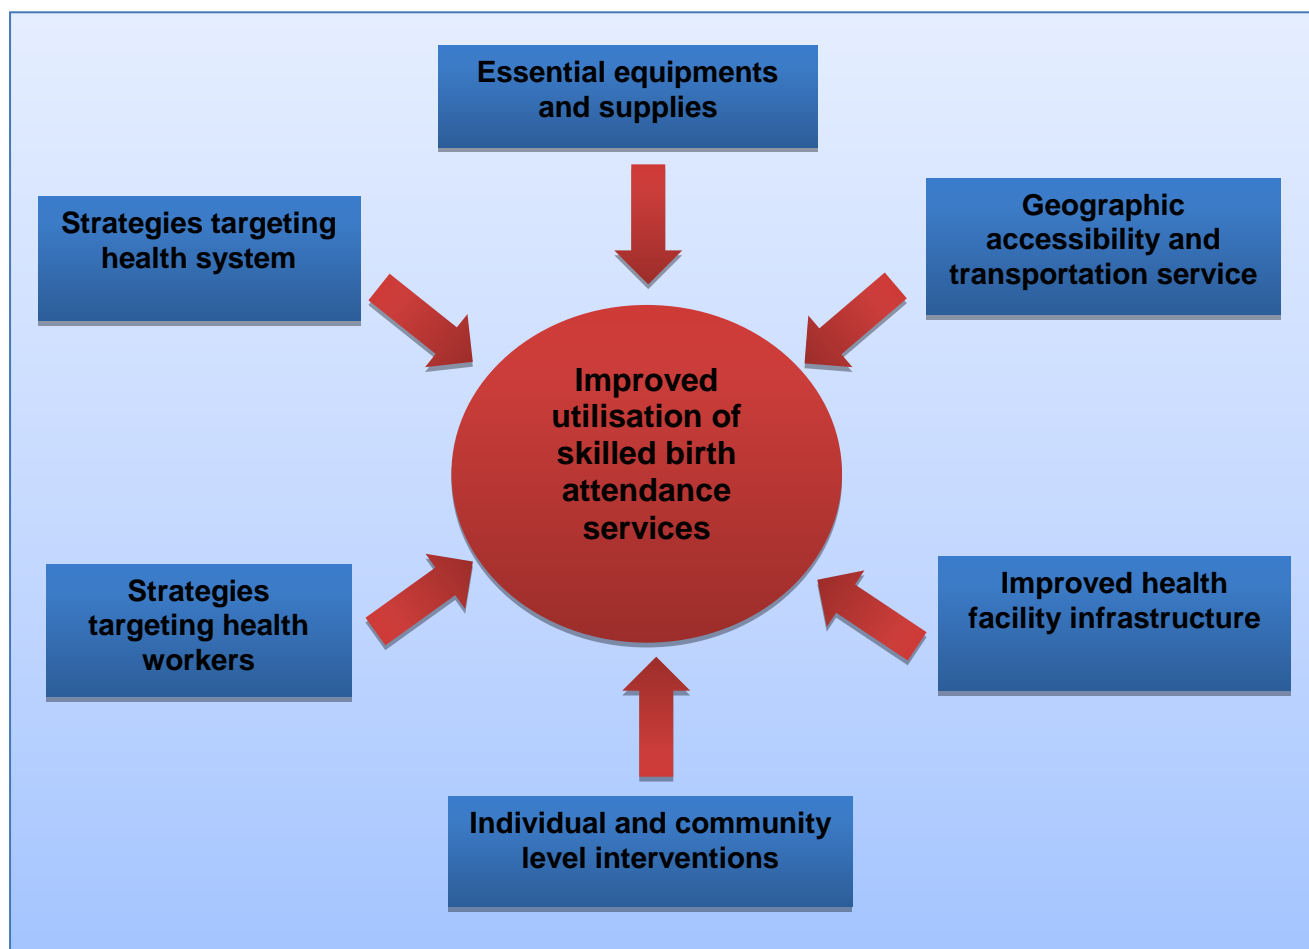 Essential equipments
and supplies
Strategies targeting
health system
Geographic
accessibility and
transportation service
Improved
utilisation of
skilled birth
attendance
services
Strategies
targeting health
workers
Improved health
facility infrastructure
Individual and community
level interventions